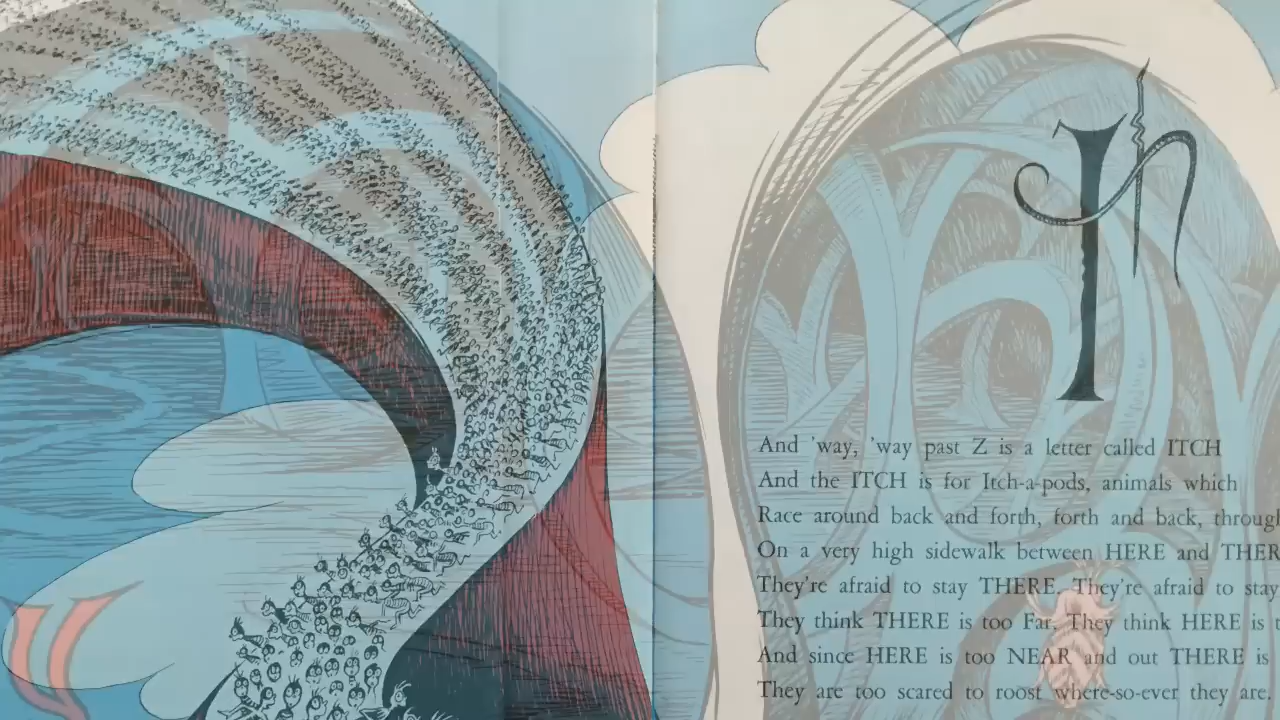 And 'way, 'way past Z is a letter called ITCH
And the ITCH is for Itch-a-pods, animals which
Race around back and forth, forth and back, through
On a very high sidewalk between HERE and THER
They're afraid to stay THERE. They're afraid to stay
They think THERE is too Far. They think HERE is t
And since HERE is too NEAR and out THERE is
They are too scared to roost where-so-ever they are.